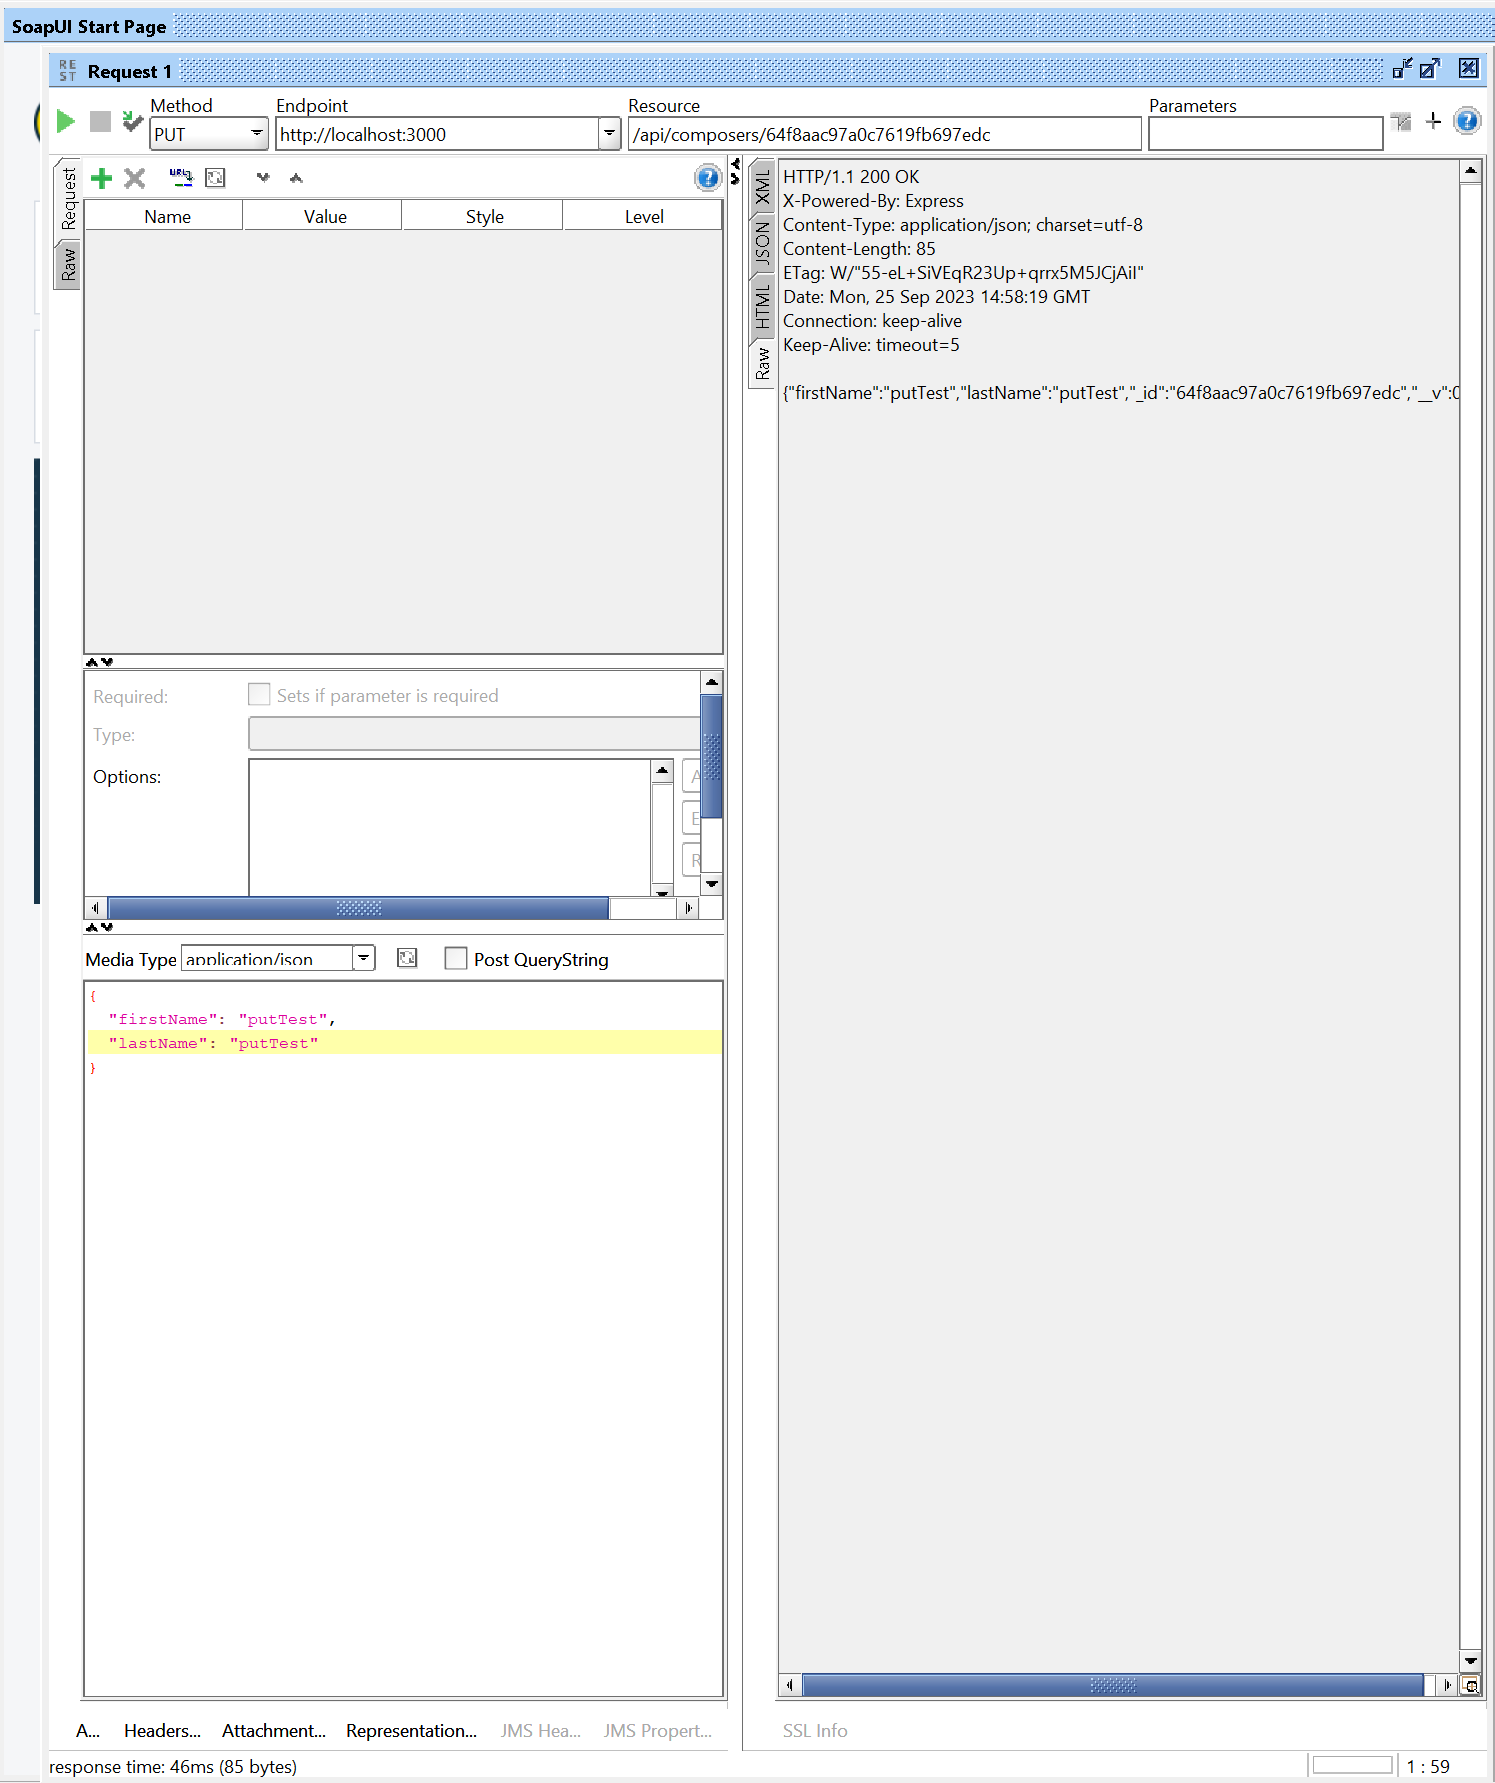 SoapUI Start Page
RE
ST
Request 1
Method
Endpoint
Resource
Parameters
PUT
http://localhost:3000
/api/composers/64f8aac97a0c7619fb697edc
Request
Raw
URL
Name
Value
Style
Level
Required:
Sets if parameter is required
Type:
Options:
A
E
R
Media Type
application/json
Post QueryString
{
"firstName": "putTest",
"lastName": "putTest"
}
A...
Headers...
Attachment...
Representation...
JMS Hea...
JMS Propert...
XML
JSON
HTML
Raw
HTTP/1.1 200 OK
X-Powered-By: Express
Content-Type: application/json; charset=utf-8
Content-Length: 85
ETag: W/"55-eL+SiVEqR23Up+qrrx5M5JCjAiI"
Date: Mon, 25 Sep 2023 14:58:19 GMT
Connection: keep-alive
Keep-Alive: timeout=5
{"firstName":"putTest","lastName":"putTest","_id":"64f8aac97a0c7619fb697edc","__v":0
SSL Info
response time: 46ms (85 bytes)
1 : 59